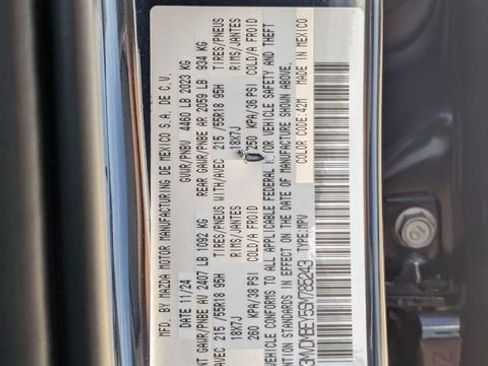 MFD. BY MAZDA MOTOR MANUFACTURING DE MEXICO S.A. DE C.V.
DATE 11/24 GVWR/PNBV 4460 LB 2023 KG
FRONT GAWR/PNBE AV 2407 LB 1092 KG REAR GAWR/PNBE AR 2059 LB 934 KG
WITH/AVEC 215 /55R18 95H TIRES/PNEUS WITH/AVEC 215 /55R18 95H TIRES/PNEUS
18X7J RIMS/JANTES 18X7J RIMS/JANTES
260 KPA/38 PSI COLD/A FROID 250 KPA/36 PSI COLD/A FROID
VEHICLE CONFORMS TO ALL APPLICABLE FEDERAL MOTOR VEHICLE SAFETY AND THEFT
PREVENTION STANDARDS IN EFFECT ON THE DATE OF MANUFACTURE SHOWN ABOVE.
COLOR CODE: 42M MADE IN MEXICO
TYPE: MPV